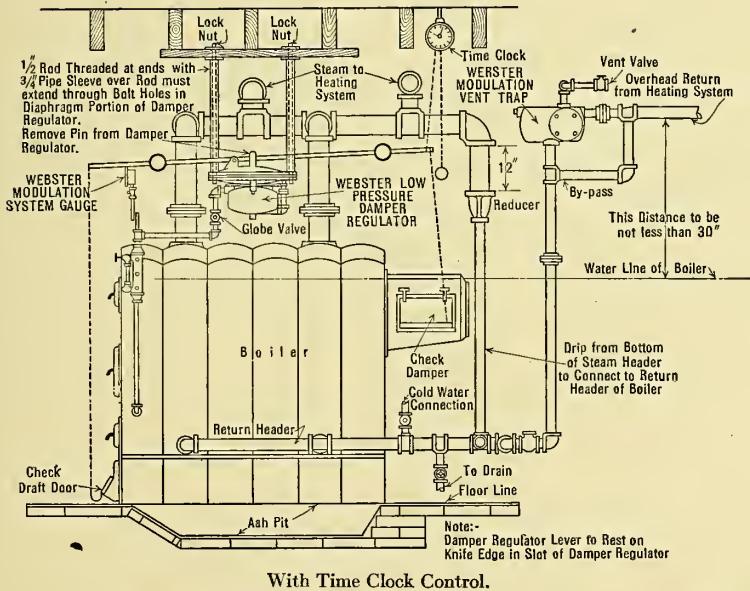 Lock
Nut
Lock
Nut
1/2" Rod Threaded at ends with
3/4" Pipe Sleeve over Rod must
extend through Bolt Holes in
Diaphragm Portion of Damper
Regulator.
Remove Pin from Damper
Regulator.
Steam to
Heating
System
Time Clock
WEBSTER
MODULATION
VENT TRAP
Vent Valve
Overhead Return
from Heating System
WEBSTER
MODULATION
SYSTEM GAUGE
Globe Valve
WEBSTER LOW
PRESSURE
DAMPER
REGULATOR
12"
Reducer
By-pass
This Distance to be
not less than 30"
Water Line of Boiler
Boiler
Check
Damper
Drip from Bottom
of Steam Header
to Connect to Return
Header of Boiler
Cold Water
Connection
Return Header
Check
Draft Door
To Drain
Floor Line
Ash Pit
Note:-
Damper Regulator Lever to Rest on
Knife Edge in Slot of Damper Regulator
With Time Clock Control.